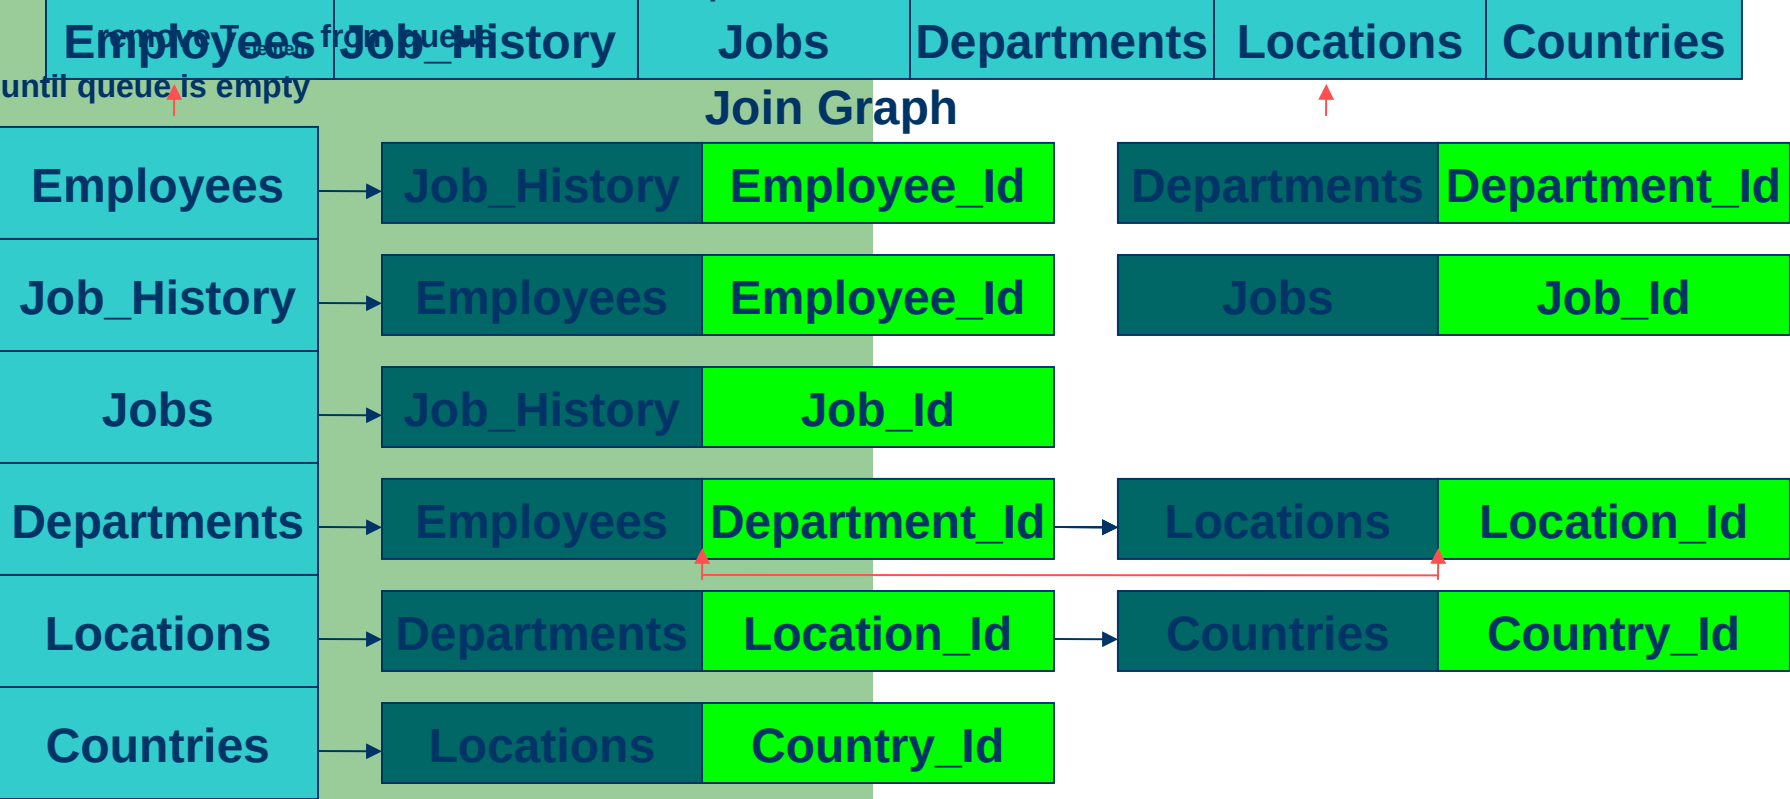 Employees Job_History Jobs Departments Locations Countries
remove T Element from queue
until queue is empty
Join Graph
Employees Job_History Employee_Id Departments Department_Id
Job_History Employees Employee_Id Jobs Job_Id
Jobs Job_History Job_Id
Departments Employees Department_Id Locations Location_Id
Locations Departments Location_Id Countries Country_Id
Countries Locations Country_Id